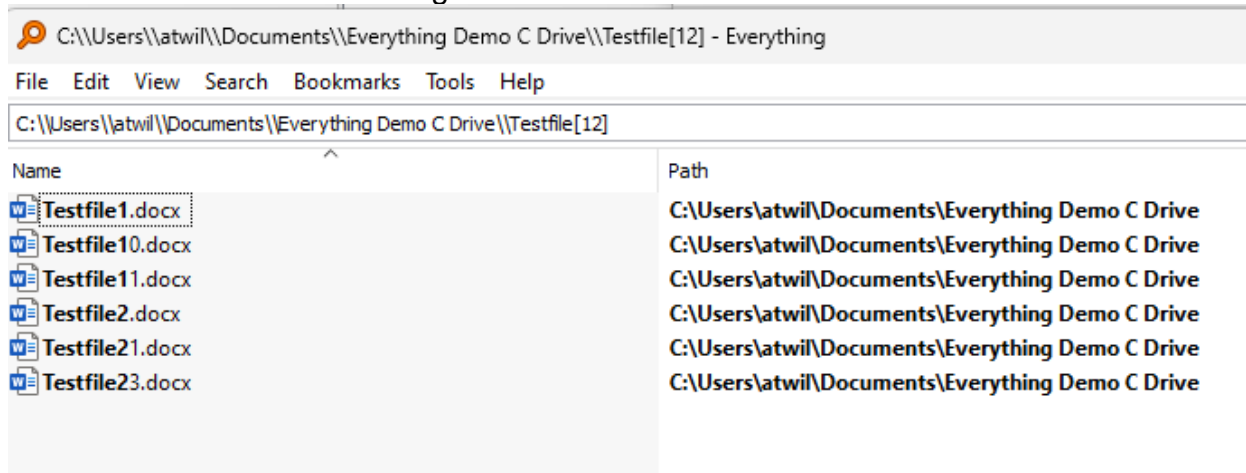 C:\\Users\\atwil\\Documents\\Everything Demo C Drive\\Testfile[12] - Everything
File Edit View Search Bookmarks Tools Help
C:\\Users\\atwil\\Documents\\Everything Demo C Drive\\Testfile[12]
Name Path
Testfile1.docx C:\Users\atwil\Documents\Everything Demo C Drive
Testfile10.docx C:\Users\atwil\Documents\Everything Demo C Drive
Testfile11.docx C:\Users\atwil\Documents\Everything Demo C Drive
Testfile2.docx C:\Users\atwil\Documents\Everything Demo C Drive
Testfile21.docx C:\Users\atwil\Documents\Everything Demo C Drive
Testfile23.docx C:\Users\atwil\Documents\Everything Demo C Drive